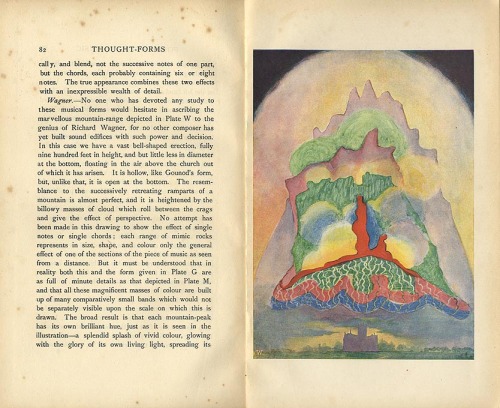 82 THOUGHT-FORMS
cally, and blend, not the successive notes of one part,
but the chords, each probably containing six or eight
notes. The true appearance combines these two effects
with an inexpressible wealth of detail.
Wagner.—No one who has devoted any study to
these musical forms would hesitate in ascribing the
marvellous mountain-range depicted in Plate W to the
genius of Richard Wagner, for no other composer has
yet built sound edifices with such power and decision.
In this case we have a vast bell-shaped erection, fully
nine hundred feet in height, and but little less in diameter
at the bottom, floating in the air above the church out
of which it has arisen. It is hollow, like Gounod's form,
but, unlike that, it is open at the bottom. The resem-
blance to the successively retreating ramparts of a
mountain is almost perfect, and it is heightened by the
billowy masses of cloud which roll between the crags
and give the effect of perspective. No attempt has
been made in this drawing to show the effect of single
notes or single chords; each range of mimic rocks
represents in size, shape, and colour only the general
effect of one of the sections of the piece of music as seen
from a distance. But it must be understood that in
reality both this and the form given in Plate G are
as full of minute details as that depicted in Plate M,
and that all these magnificent masses of colour are built
up of many comparatively small bands which would not
be separately visible upon the scale on which this is
drawn. The broad result is that each mountain-peak
has its own brilliant hue, just as it is seen in the
illustration—a splendid splash of vivid colour, glowing
with the glory of its own living light, spreading its
W